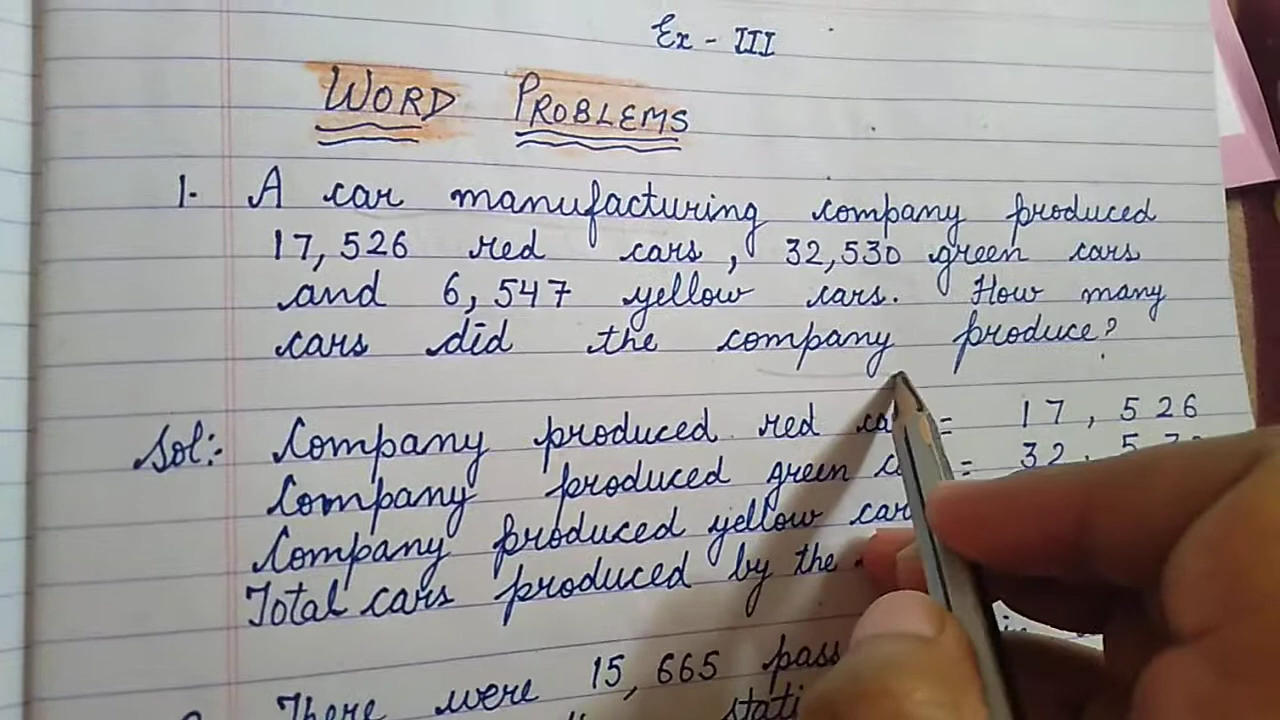 Ex - III
WORD PROBLEMS
1. A car manufacturing company produced
17,526 red cars, 32,530 green cars
and 6,547 yellow cars. How many
cars did the company produce?
Sol:- Company produced red = 17,526
Company produced green = 32,
Company produced yellow car
Total cars produced by the
There were 15,665